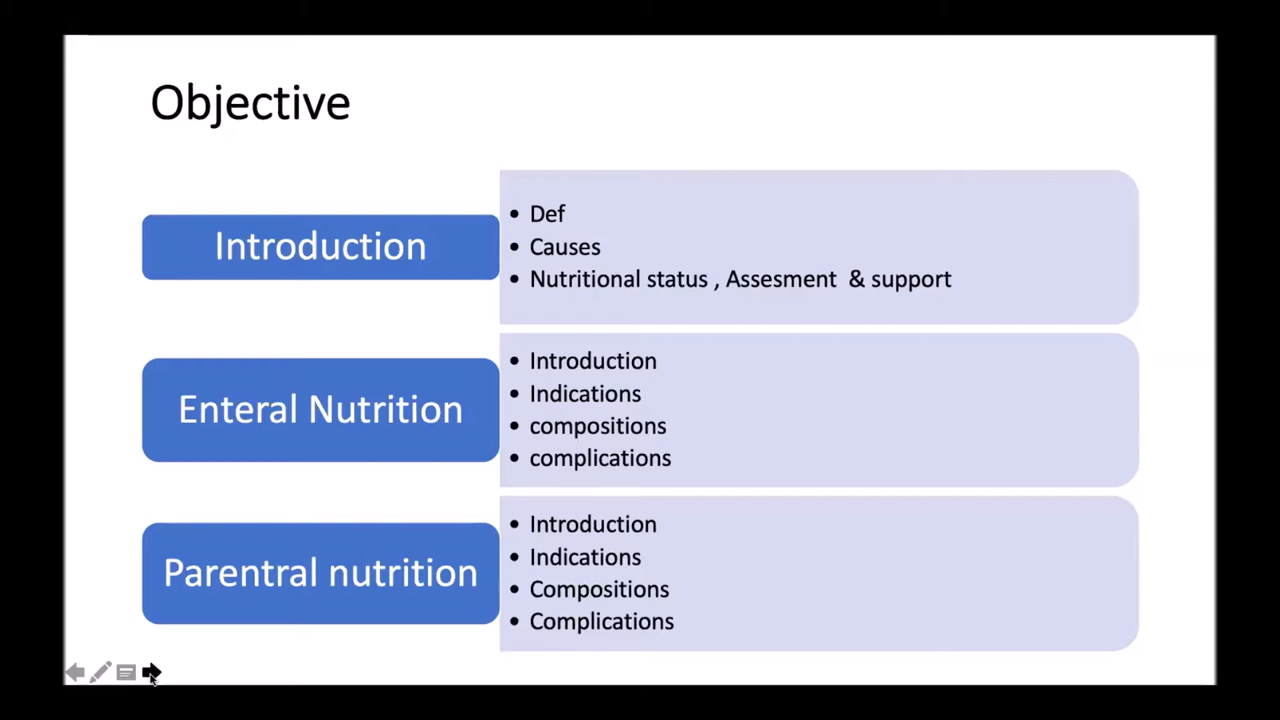 Objective
Introduction
• Def
• Causes
• Nutritional status , Assesment & support
Enteral Nutrition
• Introduction
• Indications
• compositions
• complications
Parentral nutrition
• Introduction
• Indications
• Compositions
• Complications